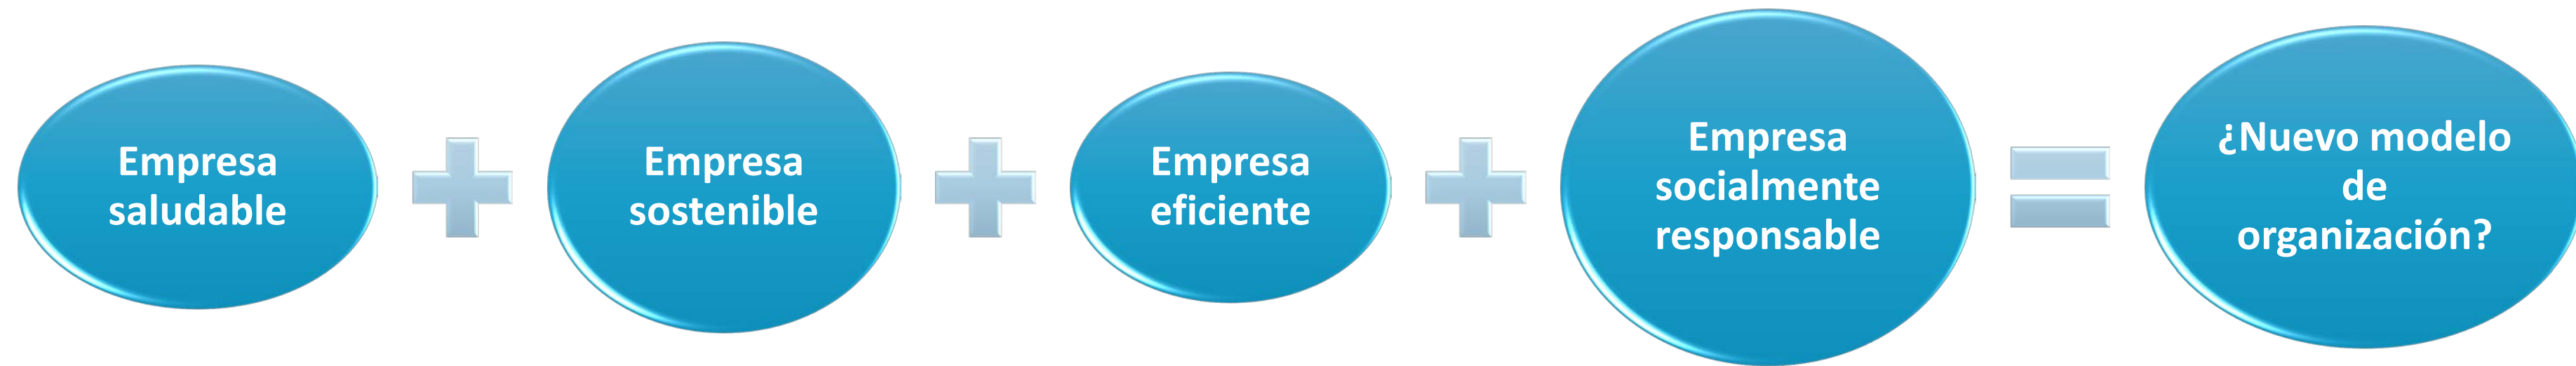 Empresa
saludable
Empresa
sostenible
Empresa
eficiente
Empresa
socialmente
responsable
¿Nuevo modelo
de
organización?